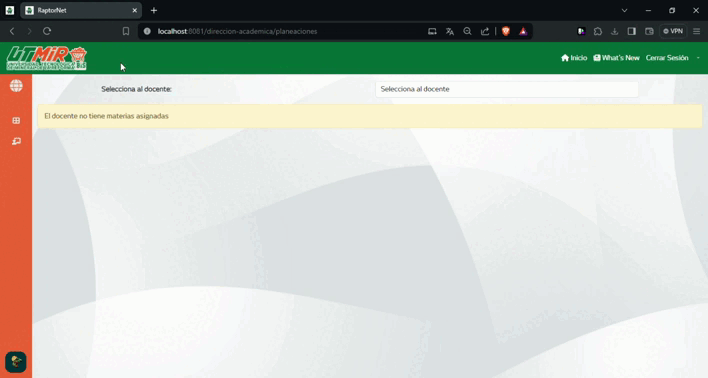 RaptorNet
localhost:8081/direccion-academica/planeaciones
VPN
UTMiR
Inicio
What's New
Cerrar Sesión
Selecciona al docente:
Selecciona al docente
El docente no tiene materias asignadas